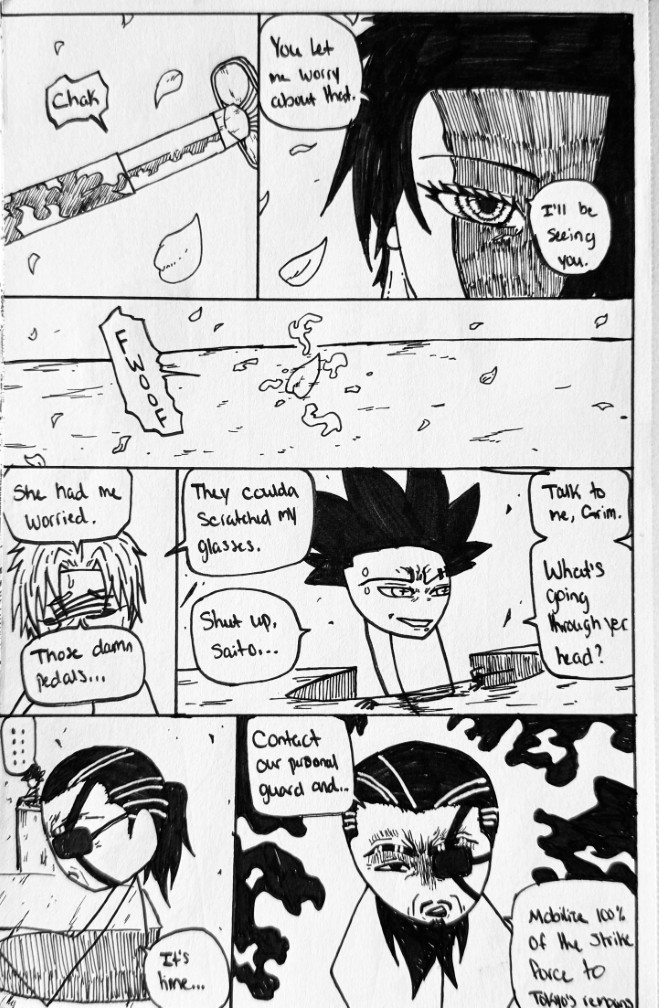 Chak
You let
me worry
about that.
I'll be
Seeing
you.
FWOOF
She had me
worried.
Those damn
pedals...
They coulda
Scratched my
glasses.
Shut up,
Saito...
Talk to
me, Grim.
What's
going
through yer
head?
It's
time...
Contact
our personal
guard and...
Mobilize 100%
of the strike
force to
Tokyo's remains